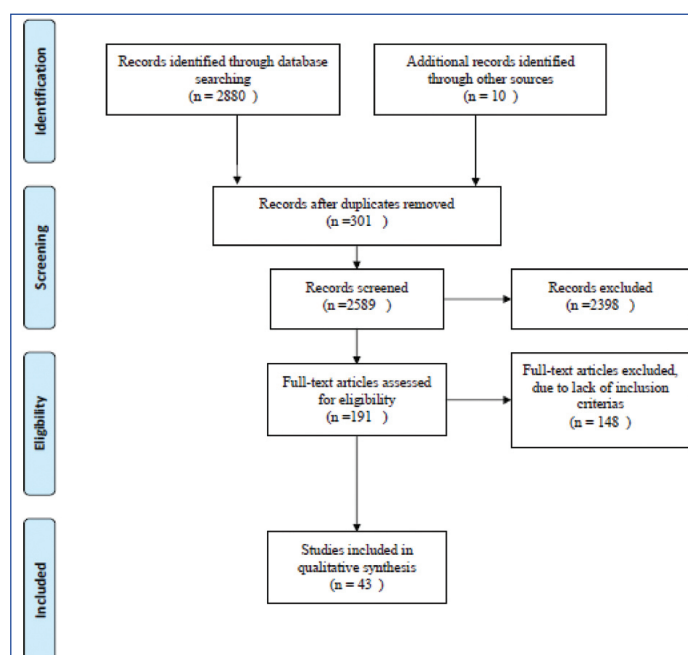 Identification
Records identified through database
searching
(n = 2880 )
Additional records identified
through other sources
(n = 10 )
Screening
Records after duplicates removed
(n =301 )
Records screened
(n =2589 )
Records excluded
(n =2398 )
Eligibility
Full-text articles assessed
for eligibility
(n =191 )
Full-text articles excluded,
due to lack of inclusion
criterias
(n = 148 )
Included
Studies included in
qualitative synthesis
(n = 43 )